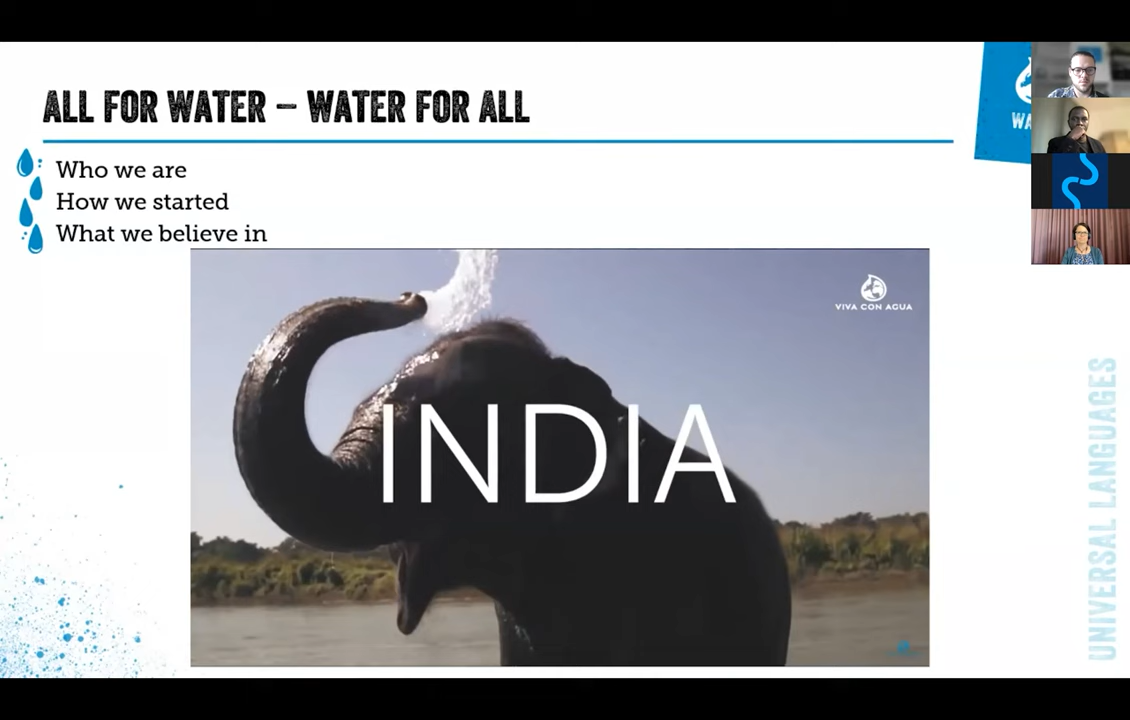 ALL FOR WATER – WATER FOR ALL
WA
Who we are
How we started
What we believe in
VIVA CON AGUA
INDIA
UNIVERSAL LANGUAGES